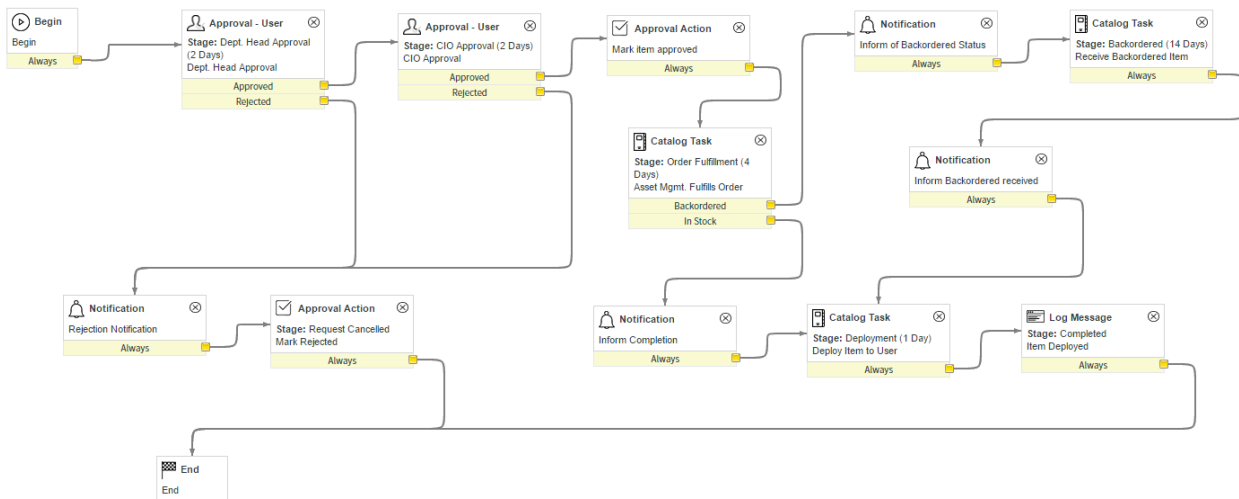 Begin
Begin
Always
Approval - User
Stage: Dept. Head Approval
(2 Days)
Dept. Head Approval
Approved
Rejected
Approval - User
Stage: CIO Approval (2 Days)
CIO Approval
Approved
Rejected
Approval Action
Mark item approved
Always
Notification
Inform of Backordered Status
Always
Catalog Task
Stage: Backordered (14 Days)
Receive Backordered Item
Always
Catalog Task
Stage: Order Fulfillment (4
Days)
Asset Mgmt. Fulfills Order
Backordered
In Stock
Notification
Inform Backordered received
Always
Notification
Rejection Notification
Always
Approval Action
Stage: Request Cancelled
Mark Rejected
Always
Notification
Inform Completion
Always
Catalog Task
Stage: Deployment (1 Day)
Deploy Item to User
Always
Log Message
Stage: Completed
Item Deployed
Always
End
End